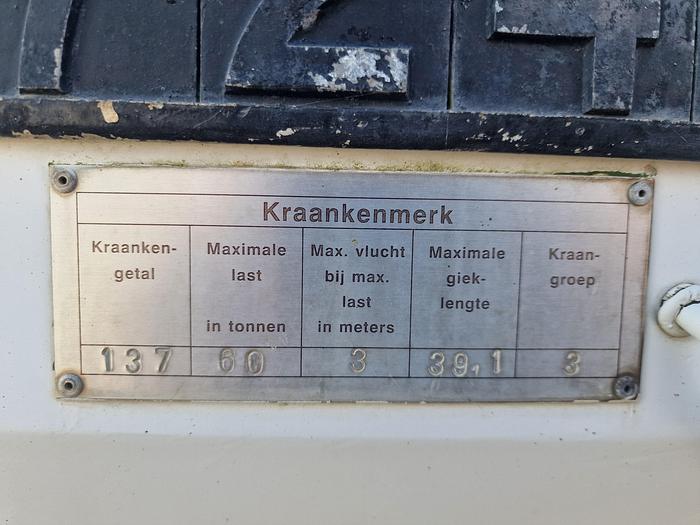 724
Kraankenmerk
Kraanken-
getal
Maximale
last
in tonnen
Max. vlucht
bij max.
last
in meters
Maximale
giek-
lengte
Kraan-
groep
137 60 3 39,1 3